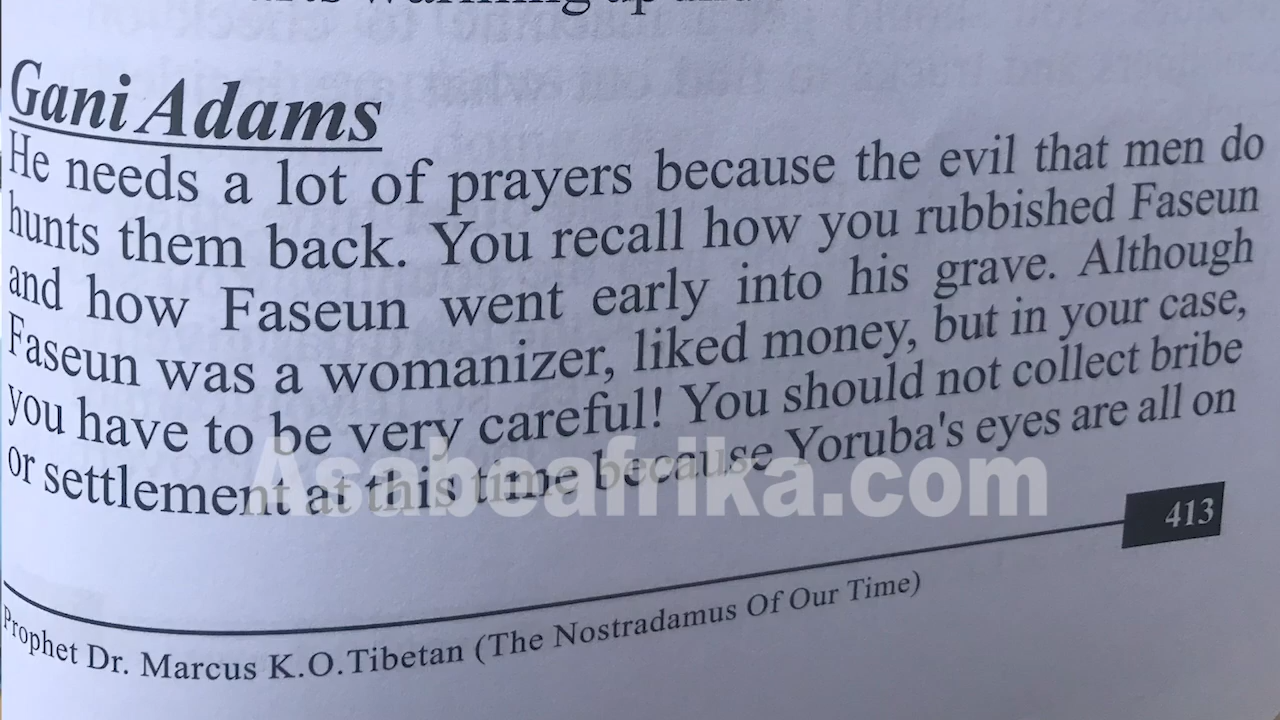 warming up
Gani Adams
He needs a lot of prayers because the evil that men do
hunts them back. You recall how you rubbished Faseun
and how Faseun went early into his grave. Although
Faseun was a womanizer, liked money, but in your case,
you have to be very careful! You should not collect bribe
or settlement at this time because Yoruba's eyes are all on
Asabeafrika.com
413
Prophet Dr. Marcus K.O.Tibetan (The Nostradamus Of Our Time)